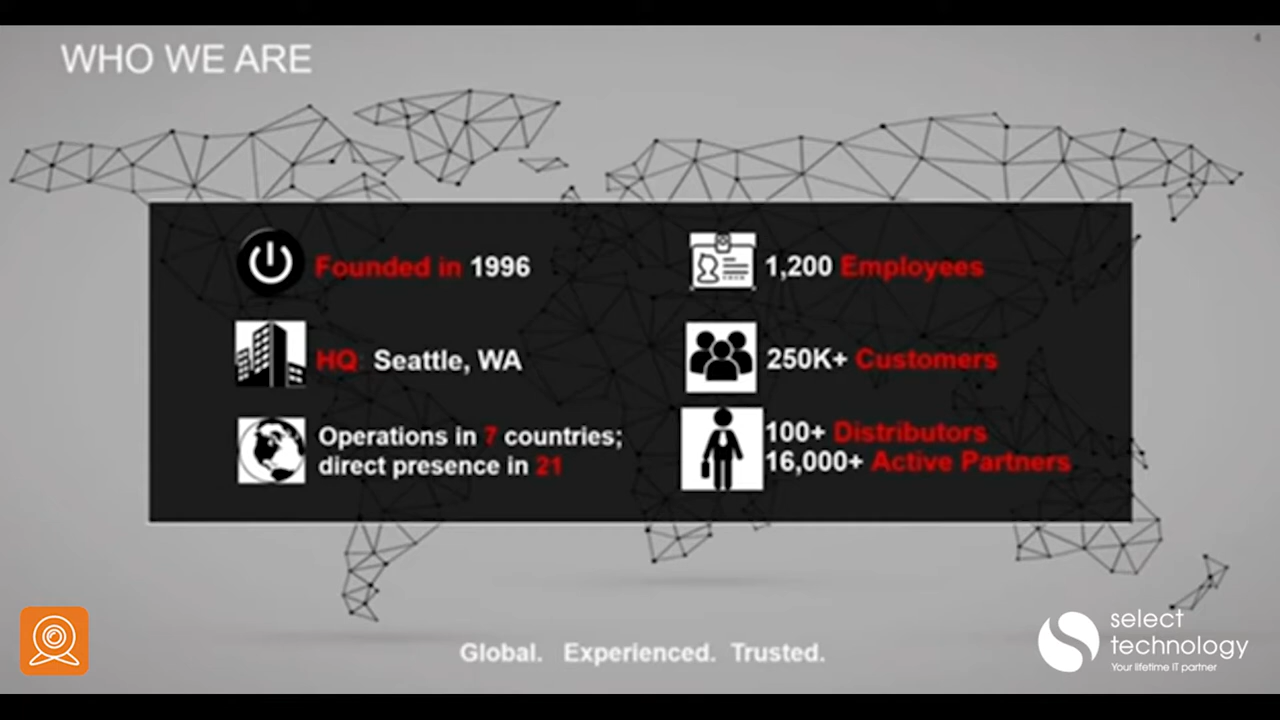 WHO WE ARE
4
Founded in 1996
HQ: Seattle, WA
Operations in 7 countries;
direct presence in 21
1,200 Employees
250K+ Customers
100+ Distributors
16,000+ Active Partners
Global. Experienced. Trusted.
select
technology
Your lifetime IT partner